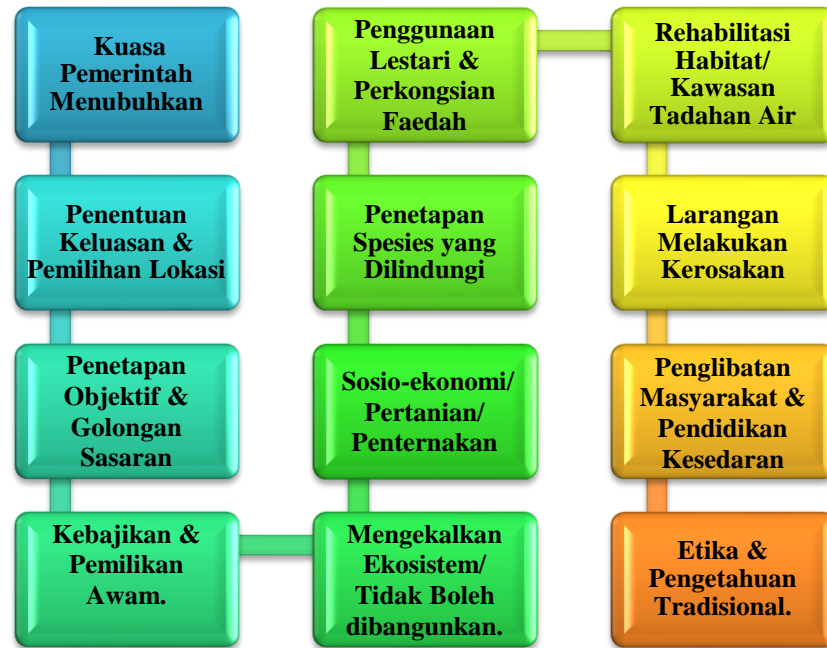 Kuasa
Pemerintah
Menubuhkan
Penentuan
Keluasan &
Pemilihan Lokasi
Penetapan
Objektif &
Golongan
Sasaran
Kebajikan &
Pemilikan
Awam.
Mengekalkan
Ekosistem/
Tidak Boleh
dibangunkan.
Sosio-ekonomi/
Pertanian/
Penternakan
Penetapan
Spesies yang
Dilindungi
Penggunaan
Lestari &
Perkongsian
Faedah
Rehabilitasi
Habitat/
Kawasan
Tadahan Air
Larangan
Melakukan
Kerosakan
Penglibatan
Masyarakat &
Pendidikan
Kesedaran
Etika &
Pengetahuan
Tradisional.